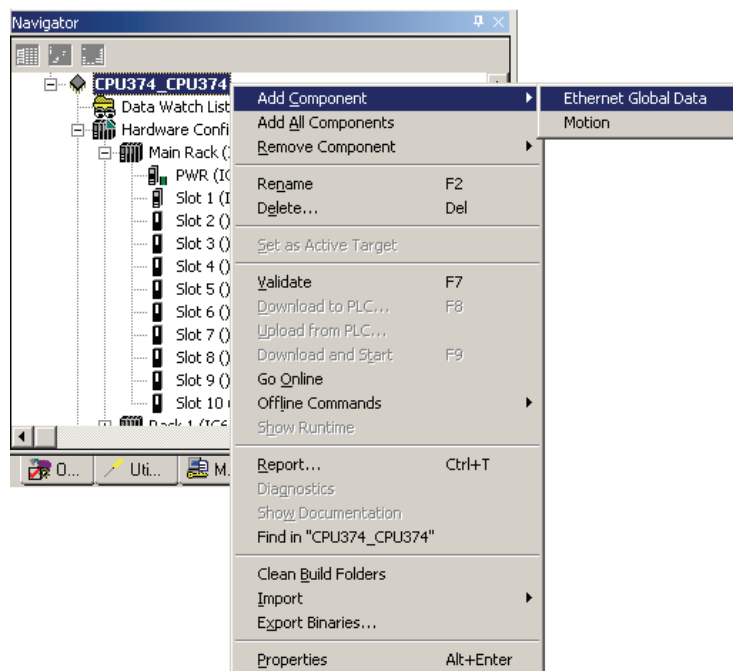 Navigator
CPU374_CPU374
Data Watch List
Hardware Confi
Main Rack (
PWR (IC
Slot 1 (I
Slot 2 ()
Slot 3 ()
Slot 4 ()
Slot 5 ()
Slot 6 ()
Slot 7 ()
Slot 8 ()
Slot 9 ()
Slot 10
Rack 1 (IC6
O...
Uti...
M.
Add Component
Add All Components
Remove Component
Rename F2
Delete... Del
Set as Active Target
Validate F7
Download to PLC... F8
Upload from PLC...
Download and Start F9
Go Online
Offline Commands
Show Runtime
Report... Ctrl+T
Diagnostics
Show Documentation
Find in "CPU374_CPU374"
Clean Build Folders
Import
Export Binaries...
Properties Alt+Enter
Ethernet Global Data
Motion